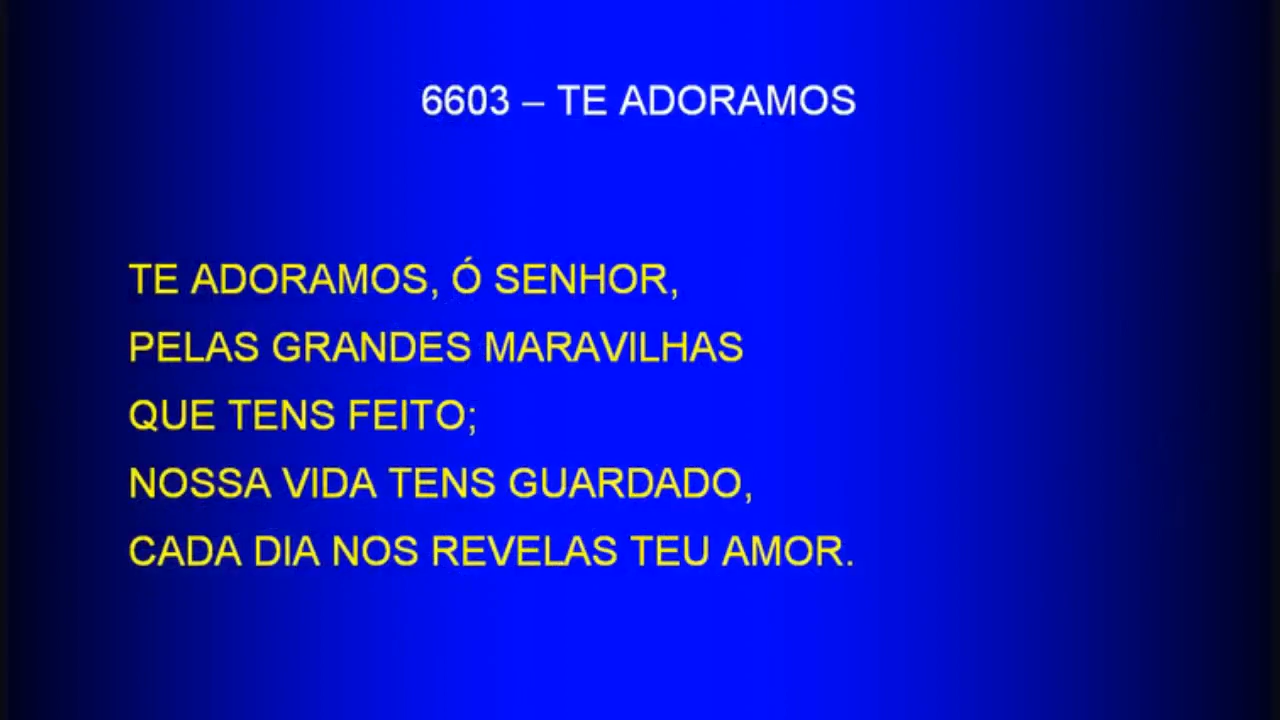 6603 – TE ADORAMOS
TE ADORAMOS, Ó SENHOR,
PELAS GRANDES MARAVILHAS
QUE TENS FEITO;
NOSSA VIDA TENS GUARDADO,
CADA DIA NOS REVELAS TEU AMOR.